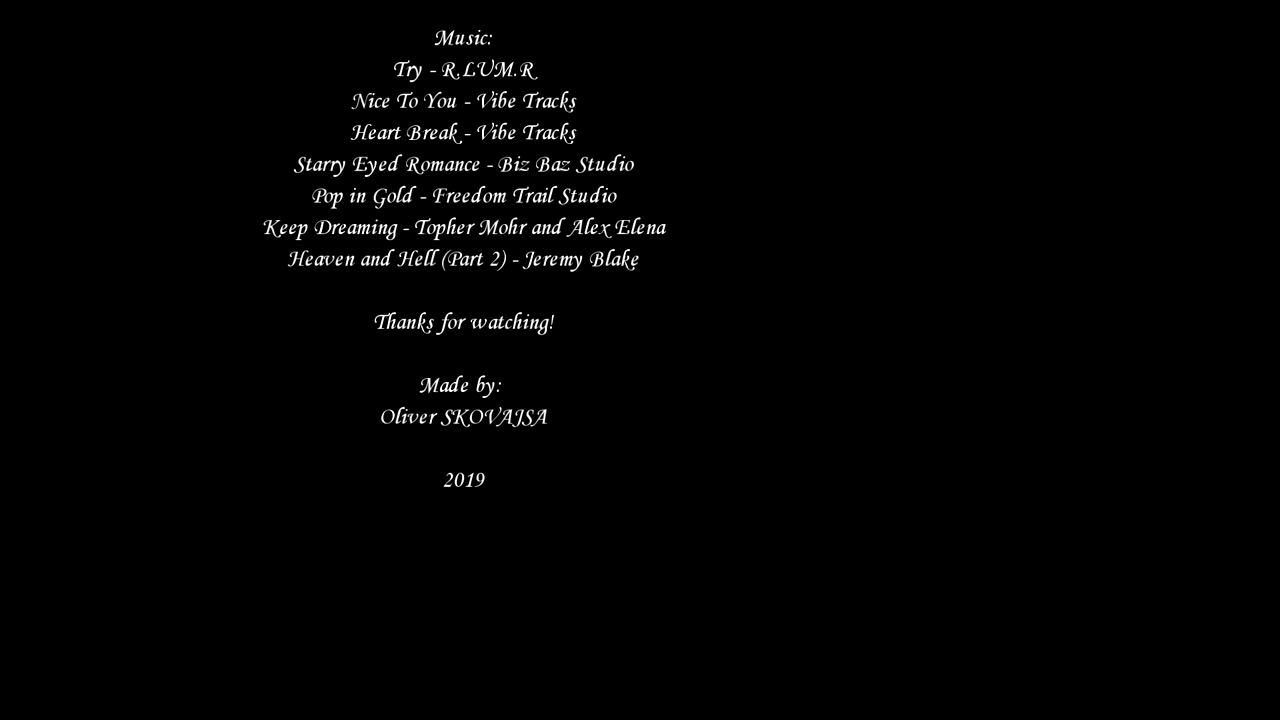 Music:
Try - R.LUM.R
Nice To You - Vibe Tracks
Heart Break - Vibe Tracks
Starry Eyed Romance - Biz Baz Studio
Pop in Gold - Freedom Trail Studio
Keep Dreaming - Topher Mohr and Alex Elena
Heaven and Hell (Part 2) - Jeremy Blake
Thanks for watching!
Made by:
Oliver SKOVAJSA
2019